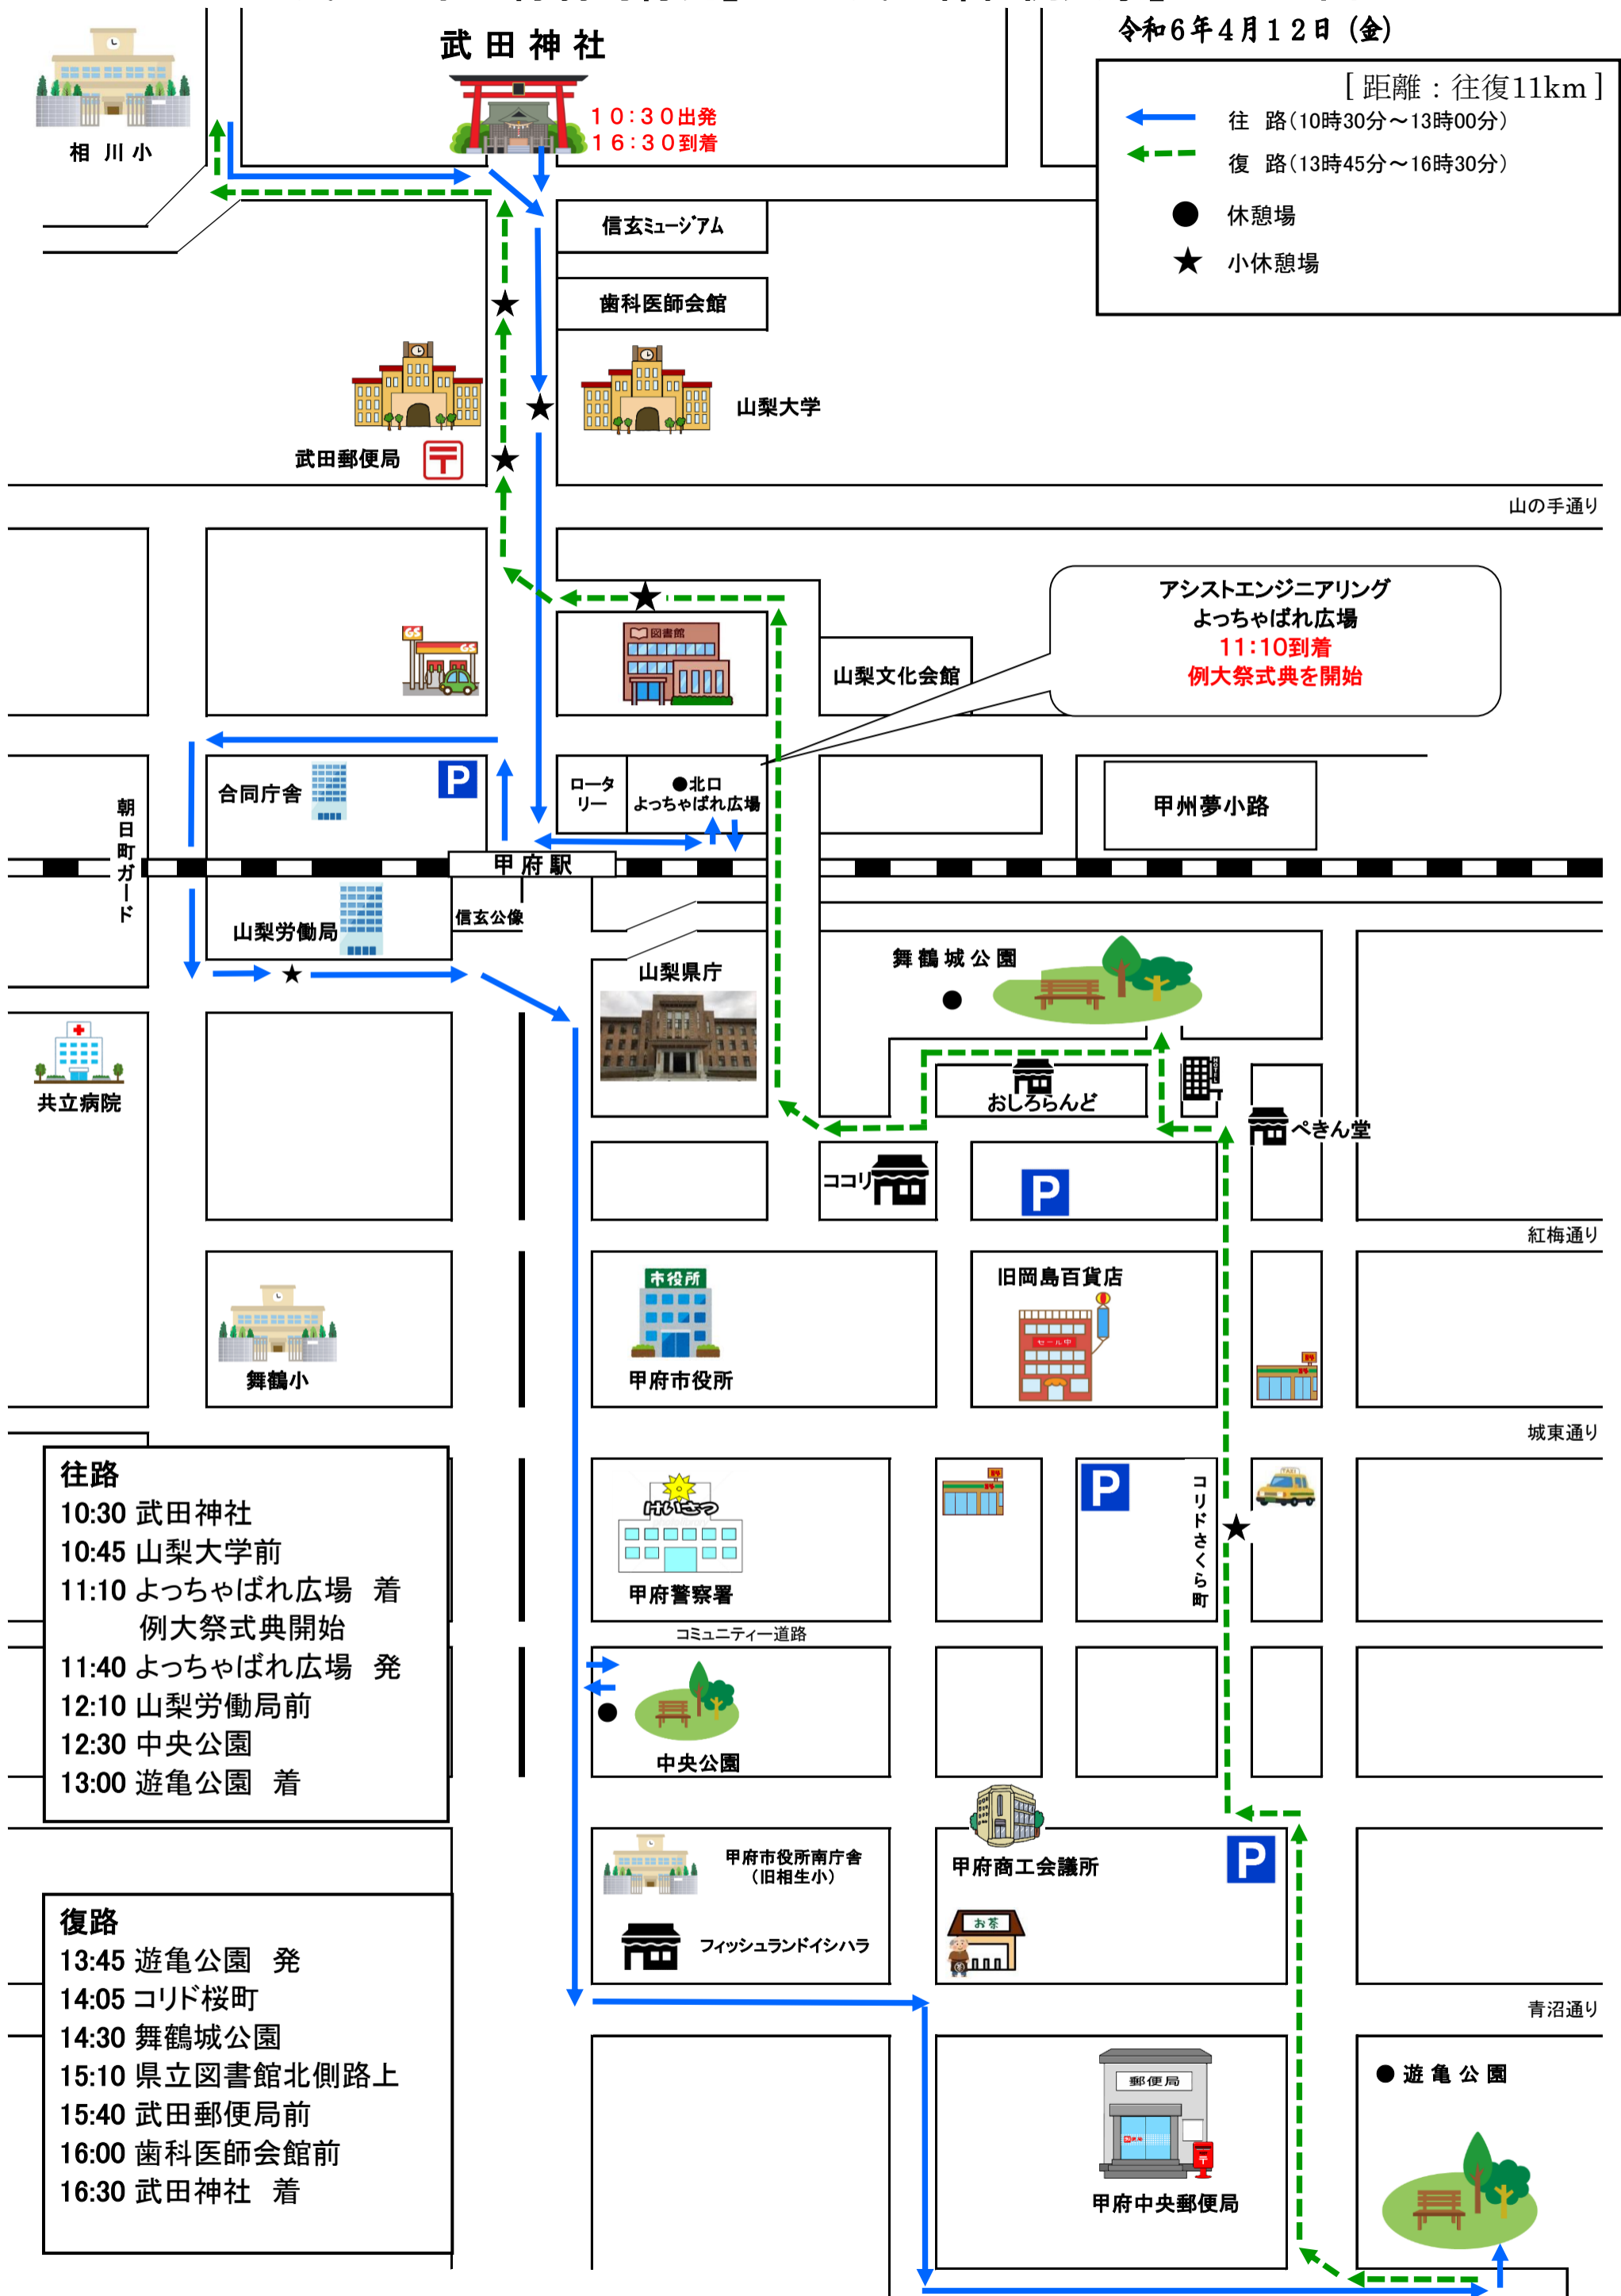 令和6年4月12日(金)
武田神社
10:30出発
16:30到着
相川小
[距離:往復11km]
往　路(10時30分～13時00分)
復　路(13時45分～16時30分)
休憩場
小休憩場
信玄ミュージアム
歯科医師会館
山梨大学
武田郵便局
山の手通り
アシストエンジニアリング
よっちゃばれ広場
11:10到着
例大祭式典を開始
GS
GS
図書館
山梨文化会館
合同庁舎
P
ロータ
リー
●北口
よっちゃばれ広場
甲州夢小路
朝日町ガード
甲府駅
山梨労働局
信玄公像
山梨県庁
舞鶴城公園
共立病院
おしろらんど
ぺきん堂
ココリ
P
紅梅通り
舞鶴小
市役所
甲府市役所
旧岡島百貨店
セール中
城東通り
けいさつ
甲府警察署
P
コリドさくら町
コミュニティー道路
中央公園
往路
10:30 武田神社
10:45 山梨大学前
11:10 よっちゃばれ広場　着
例大祭式典開始
11:40 よっちゃばれ広場　発
12:10 山梨労働局前
12:30 中央公園
13:00 遊亀公園　着
甲府市役所南庁舎
(旧相生小)
フィッシュランドイシハラ
甲府商工会議所
P
お茶
青沼通り
復路
13:45 遊亀公園　発
14:05 コリド桜町
14:30 舞鶴城公園
15:10 県立図書館北側路上
15:40 武田郵便局前
16:00 歯科医師会館前
16:30 武田神社　着
郵便局
甲府中央郵便局
遊亀公園